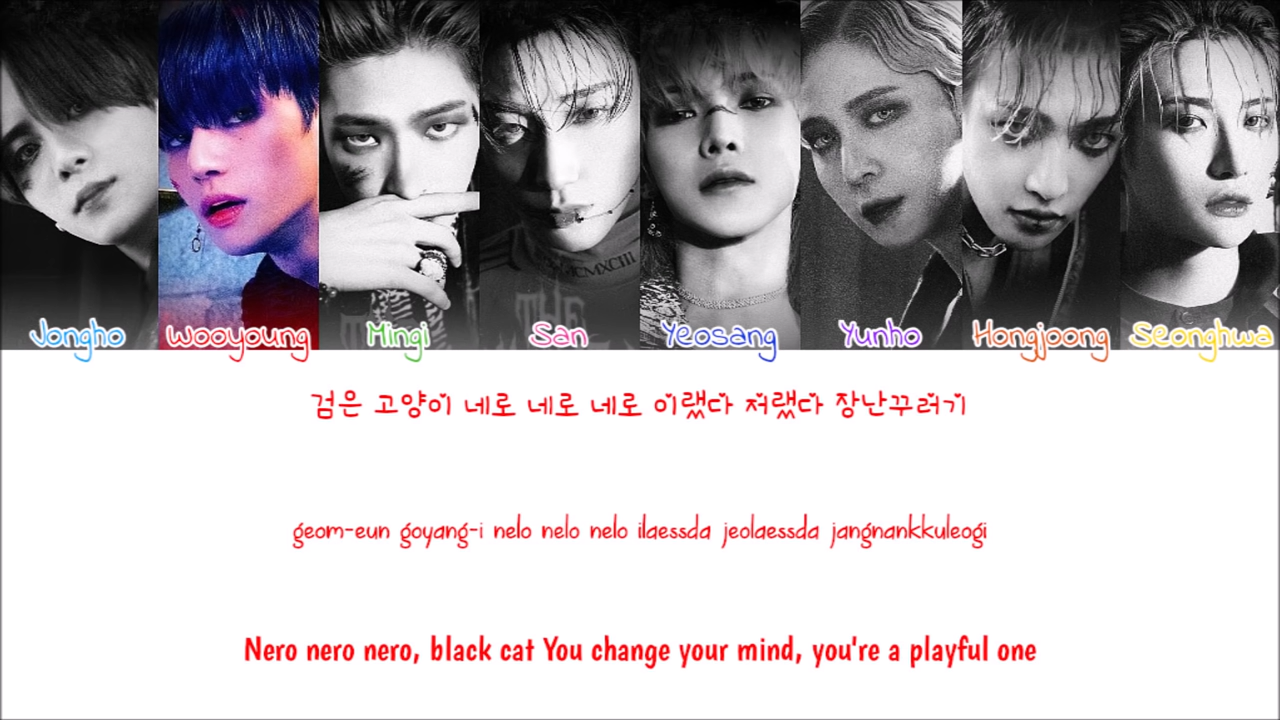 Jongho Wooyoung Mingi San Yeosang Yunho Hongjoong Seonghwa
MCMXCIII
THE
검은 고양이 네로 네로 네로 이랬다 저랬다 장난꾸러기
geom-eun goyang-i nelo nelo nelo ilaessda jeolaessda jangnankkuleogi
Nero nero nero, black cat You change your mind, you're a playful one